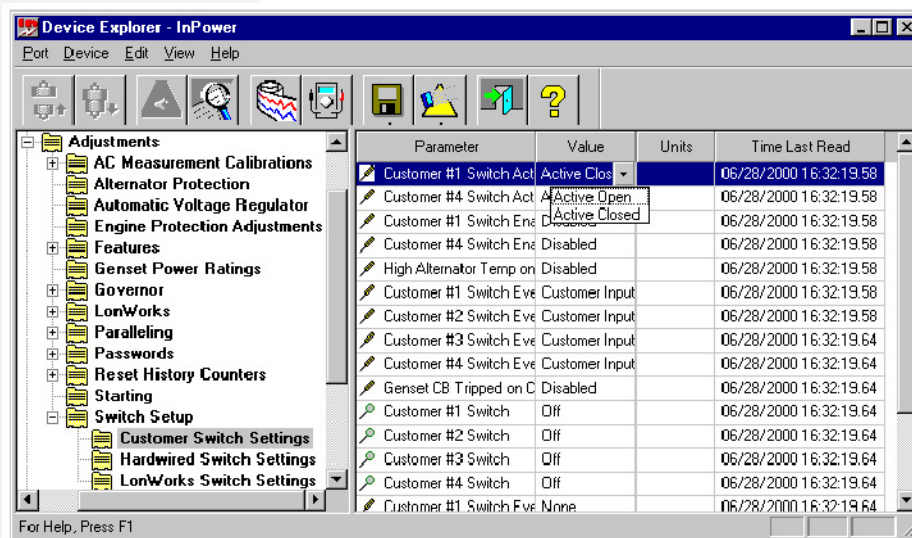 Device Explorer - InPower
Port Device Edit View Help
Adjustments
AC Measurement Calibrations
Alternator Protection
Automatic Voltage Regulator
Engine Protection Adjustments
Features
Genset Power Ratings
Governor
LonWorks
Paralleling
Passwords
Reset History Counters
Starting
Switch Setup
Customer Switch Settings
Hardwired Switch Settings
LonWorks Switch Settings
Parameter Value Units Time Last Read
Customer #1 Switch Act Active Clos 06/28/2000 16:32:19.58
Customer #4 Switch Act Active Open 06/28/2000 16:32:19.58
Active Closed
Customer #1 Switch Ena 06/28/2000 16:32:19.58
Customer #4 Switch Ena Disabled 06/28/2000 16:32:19.58
High Alternator Temp on Disabled 06/28/2000 16:32:19.58
Customer #1 Switch Eve Customer Input 06/28/2000 16:32:19.58
Customer #2 Switch Eve Customer Input 06/28/2000 16:32:19.58
Customer #3 Switch Eve Customer Input 06/28/2000 16:32:19.64
Customer #4 Switch Eve Customer Input 06/28/2000 16:32:19.64
Genset CB Tripped on C Disabled 06/28/2000 16:32:19.64
Customer #1 Switch Off 06/28/2000 16:32:19.64
Customer #2 Switch Off 06/28/2000 16:32:19.64
Customer #3 Switch Off 06/28/2000 16:32:19.64
Customer #4 Switch Off 06/28/2000 16:32:19.64
Customer #1 Switch Eve None 06/28/2000 16:32:19.64
For Help, Press F1